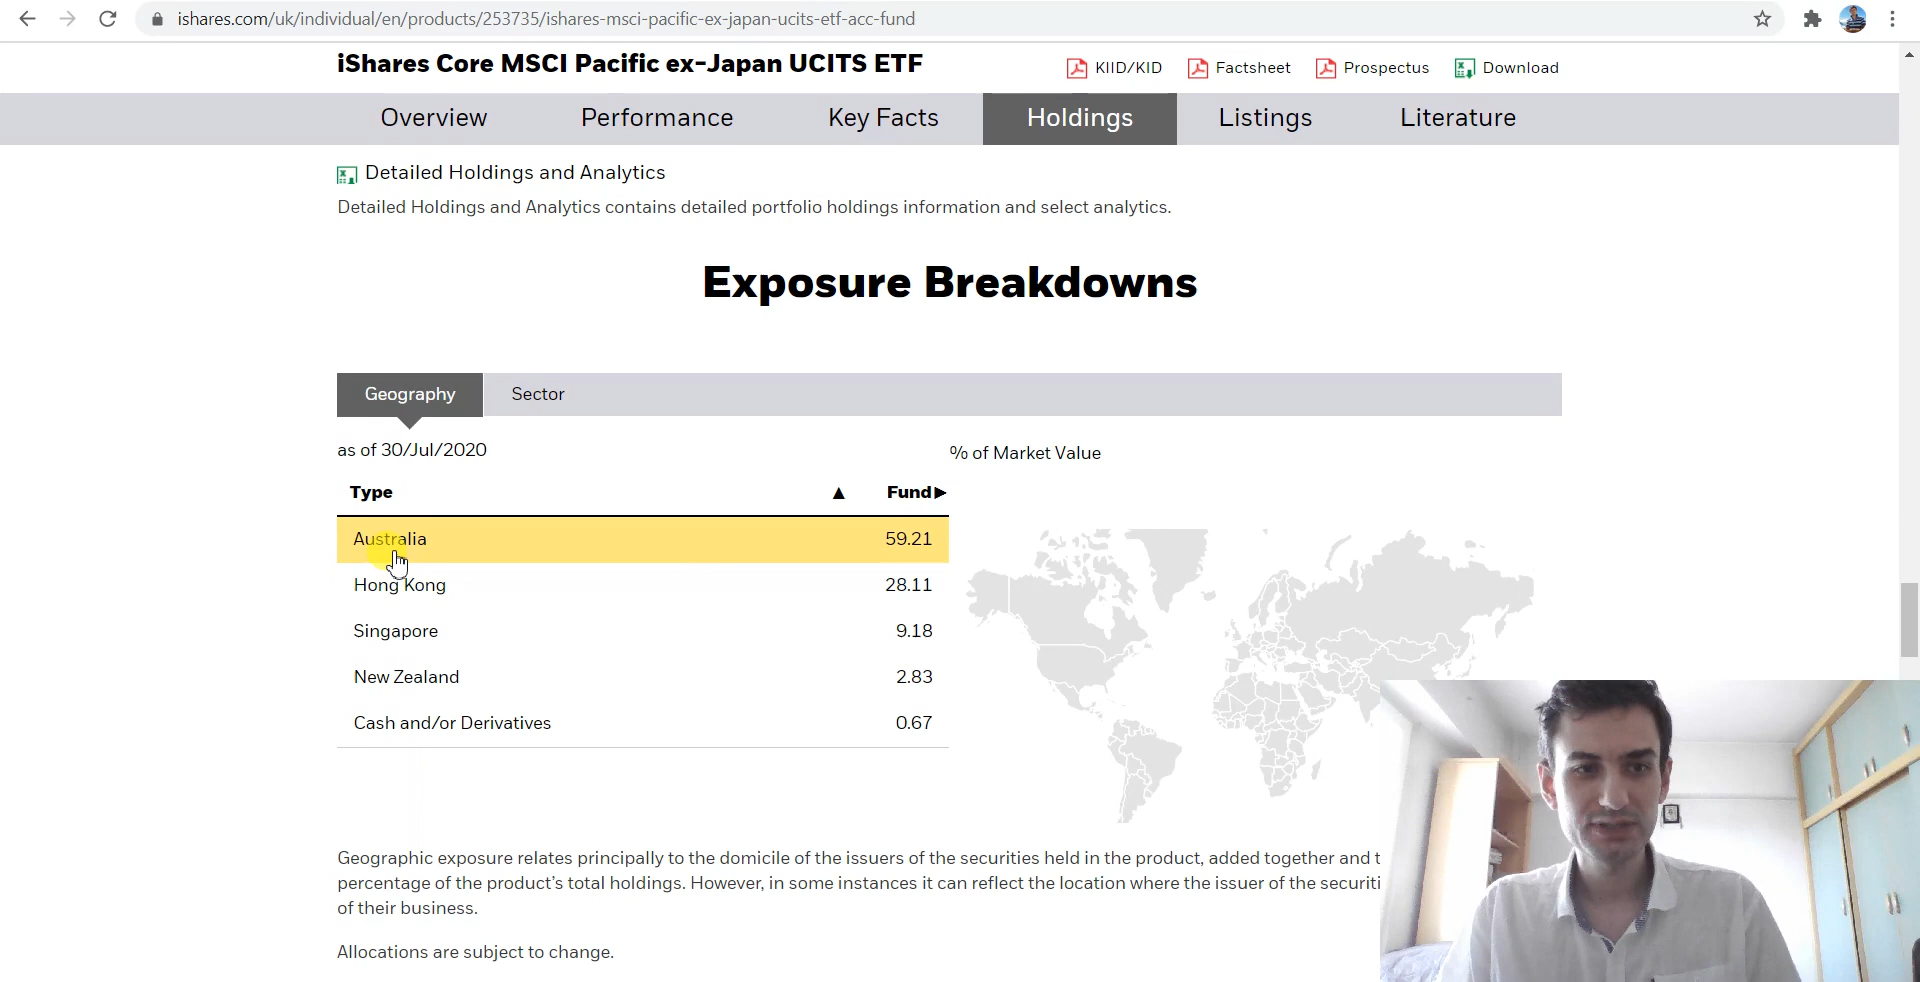 ishares.com/uk/individual/en/products/253735/ishares-msci-pacific-ex-japan-ucits-etf-acc-fund
iShares Core MSCI Pacific ex-Japan UCITS ETF
KIID/KID Factsheet Prospectus Download
Overview Performance Key Facts Holdings Listings Literature
Detailed Holdings and Analytics
Detailed Holdings and Analytics contains detailed portfolio holdings information and select analytics.
Exposure Breakdowns
Geography Sector
as of 30/Jul/2020
% of Market Value
Type ▲ Fund▶
Australia 59.21
Hong Kong 28.11
Singapore 9.18
New Zealand 2.83
Cash and/or Derivatives 0.67
Geographic exposure relates principally to the domicile of the issuers of the securities held in the product, added together and t
percentage of the product's total holdings. However, in some instances it can reflect the location where the issuer of the securiti
of their business.
Allocations are subject to change.